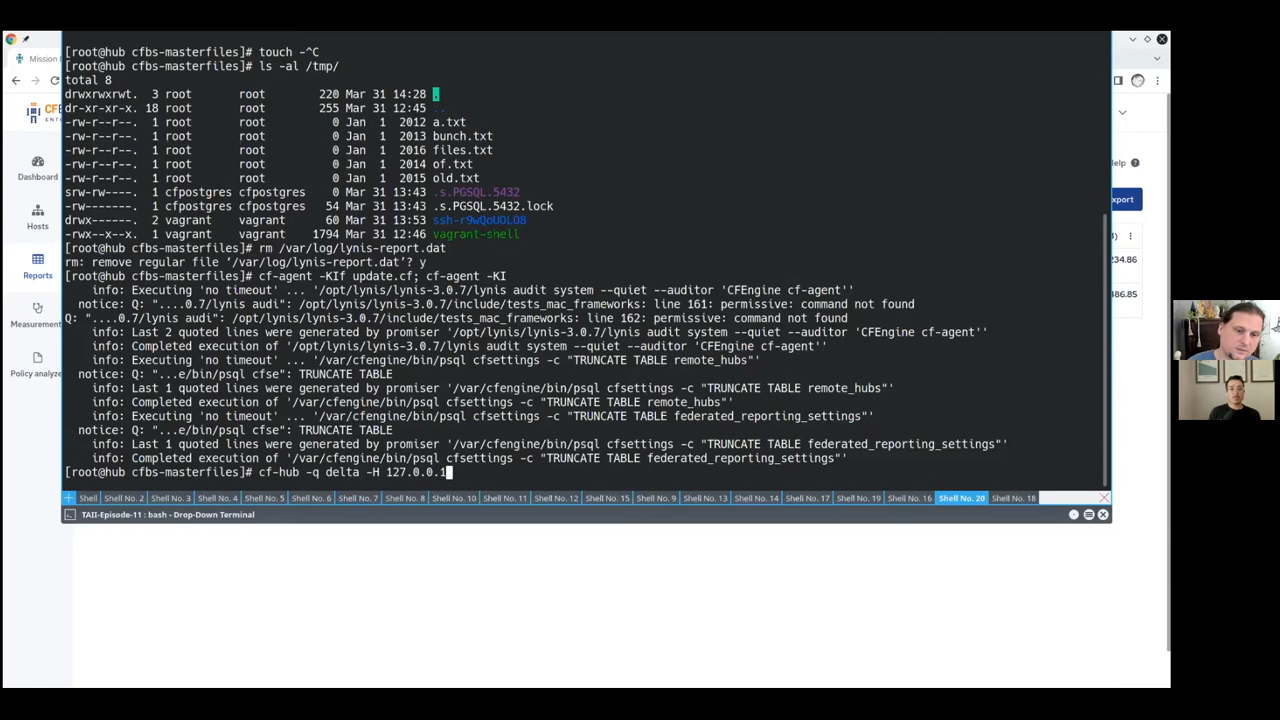 [root@hub cfbs-masterfiles]# touch -^C
[root@hub cfbs-masterfiles]# ls -al /tmp/
total 8
drwxrwxrwt. 3 root root 220 Mar 31 14:28 .
dr-xr-xr-x. 18 root root 255 Mar 31 12:45 ..
-rw-r--r--. 1 root root 0 Jan 1 2012 a.txt
-rw-r--r--. 1 root root 0 Jan 1 2013 bunch.txt
-rw-r--r--. 1 root root 0 Jan 1 2016 files.txt
-rw-r--r--. 1 root root 0 Jan 1 2014 of.txt
-rw-r--r--. 1 root root 0 Jan 1 2015 old.txt
srw-rw----. 1 cfpostgres cfpostgres 0 Mar 31 13:43 .s.PGSQL.5432
-rw-------. 1 cfpostgres cfpostgres 54 Mar 31 13:43 .s.PGSQL.5432.lock
drwx------. 2 vagrant vagrant 60 Mar 31 13:53 ssh-r9wQoUOLO8
-rwx--x--x. 1 vagrant vagrant 1794 Mar 31 12:46 vagrant-shell
[root@hub cfbs-masterfiles]# rm /var/log/lynis-report.dat
rm: remove regular file ‘/var/log/lynis-report.dat’? y
[root@hub cfbs-masterfiles]# cf-agent -KIf update.cf; cf-agent -KI
info: Executing 'no timeout' ... '/opt/lynis/lynis-3.0.7/lynis audit system --quiet --auditor 'CFEngine cf-agent''
notice: Q: "....0.7/lynis audi": /opt/lynis/lynis-3.0.7/include/tests_mac_frameworks: line 161: permissive: command not found
Q: "....0.7/lynis audi": /opt/lynis/lynis-3.0.7/include/tests_mac_frameworks: line 162: permissive: command not found
info: Last 2 quoted lines were generated by promiser '/opt/lynis/lynis-3.0.7/lynis audit system --quiet --auditor 'CFEngine cf-agent''
info: Completed execution of '/opt/lynis/lynis-3.0.7/lynis audit system --quiet --auditor 'CFEngine cf-agent''
info: Executing 'no timeout' ... '/var/cfengine/bin/psql cfsettings -c "TRUNCATE TABLE remote_hubs"'
notice: Q: "...e/bin/psql cfse": TRUNCATE TABLE
info: Last 1 quoted lines were generated by promiser '/var/cfengine/bin/psql cfsettings -c "TRUNCATE TABLE remote_hubs"'
info: Completed execution of '/var/cfengine/bin/psql cfsettings -c "TRUNCATE TABLE remote_hubs"'
info: Executing 'no timeout' ... '/var/cfengine/bin/psql cfsettings -c "TRUNCATE TABLE federated_reporting_settings"'
notice: Q: "...e/bin/psql cfse": TRUNCATE TABLE
info: Last 1 quoted lines were generated by promiser '/var/cfengine/bin/psql cfsettings -c "TRUNCATE TABLE federated_reporting_settings"'
info: Completed execution of '/var/cfengine/bin/psql cfsettings -c "TRUNCATE TABLE federated_reporting_settings"'
[root@hub cfbs-masterfiles]# cf-hub -q delta -H 127.0.0.1
Shell Shell No. 2 Shell No. 3 Shell No. 4 Shell No. 5 Shell No. 6 Shell No. 7 Shell No. 8 Shell No. 10 Shell No. 11 Shell No. 12 Shell No. 15 Shell No. 9 Shell No. 13 Shell No. 14 Shell No. 17 Shell No. 19 Shell No. 16 Shell No. 20 Shell No. 18
TAII-Episode-11 : bash - Drop-Down Terminal
Mission
CF
ENTE
Dashboard
Hosts
Reports
Measurement
Policy analyze
elp
xport
4)
234.86
486.85